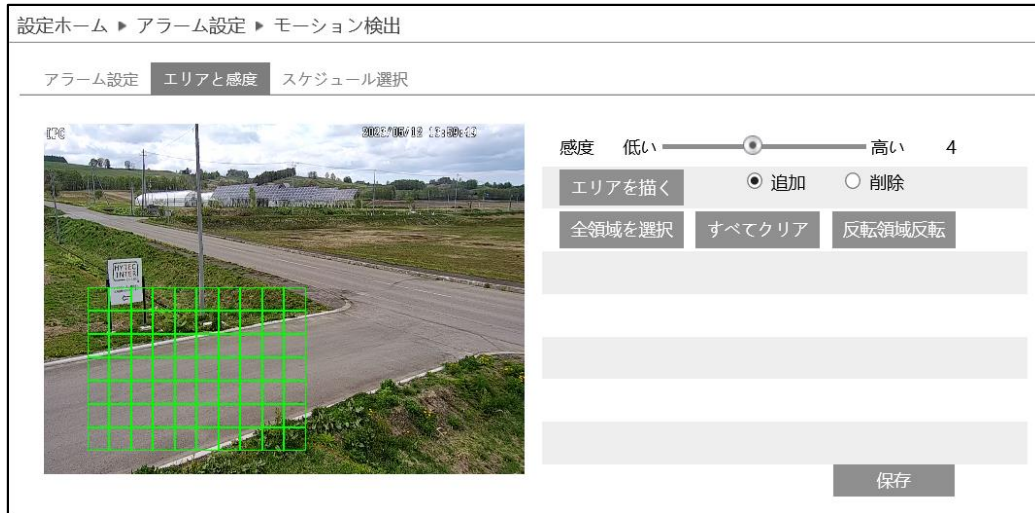 設定ホーム ▶ アラーム設定 ▶ モーション検出
アラーム設定 エリアと感度 スケジュール選択
感度 低い 高い 4
エリアを描く 追加 削除
全領域を選択 すべてクリア 反転領域反転
HYTEC
INTER
保存